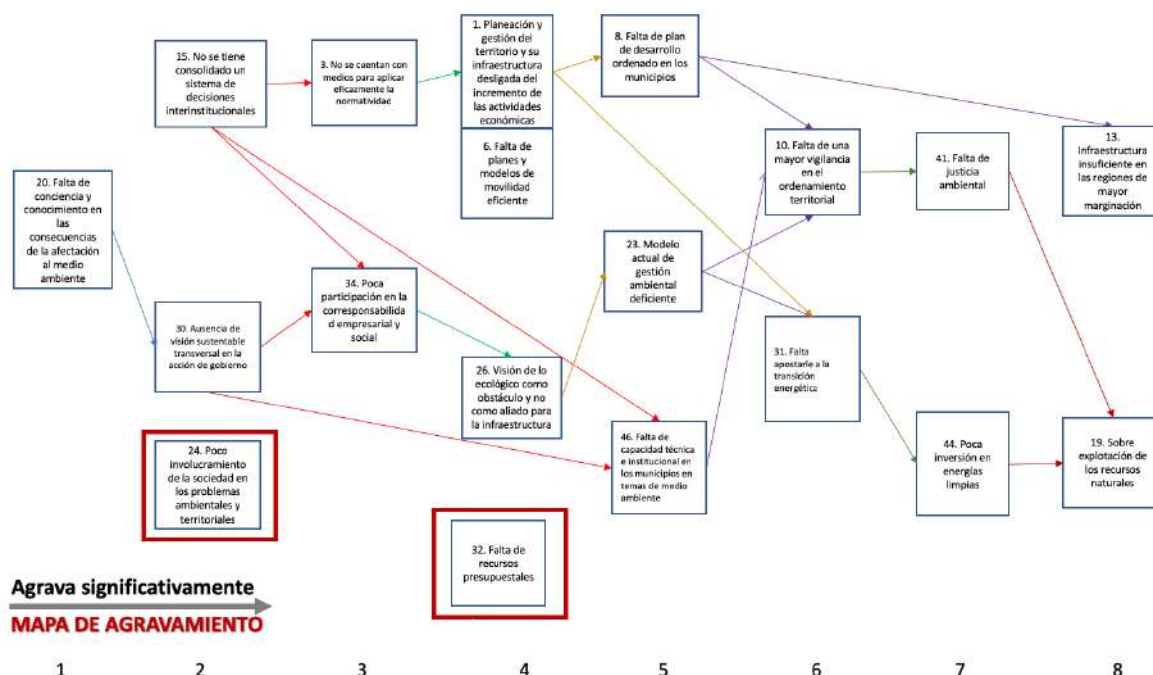 15. No se tiene
consolidado un
sistema de
decisiones
interinstitucionales
3. No se cuentan con
medios para aplicar
eficazmente la
normatividad
1. Planeación y
gestión del
territorio y su
infraestructura
desligada del
incremento de
las actividades
económicas
6. Falta de
planes y
modelos de
movilidad
eficiente
8. Falta de plan
de desarrollo
ordenado en los
municipios
10. Falta de una
mayor vigilancia
en el
ordenamiento
territorial
41. Falta de
justicia
ambiental
13.
Infraestructura
insuficiente en
las regiones de
mayor
marginación
20. Falta de
conciencia y
conocimiento en
las
consecuencias
de la afectación
al medio
ambiente
30. Ausencia de
visión sustentable
transversal en la
acción de gobierno
34. Poca
participación en la
corresponsabilida
d empresarial y
social
23. Modelo
actual de
gestión
ambiental
deficiente
26. Visión de lo
ecológico como
obstáculo y no
como aliado para
la infraestructura
31. Falta
apostarle a la
transición
energética
24. Poco
involucramiento
de la sociedad en
los problemas
ambientales y
territoriales
46. Falta de
capacidad técnica
e institucional en
los municipios en
temas de medio
ambiente
44. Poca
inversión en
energías
limpias
19. Sobre
explotación de
los recursos
naturales
32. Falta de
recursos
presupuestales
Agrava significativamente
MAPA DE AGRAVAMIENTO
1 2 3 4 5 6 7 8